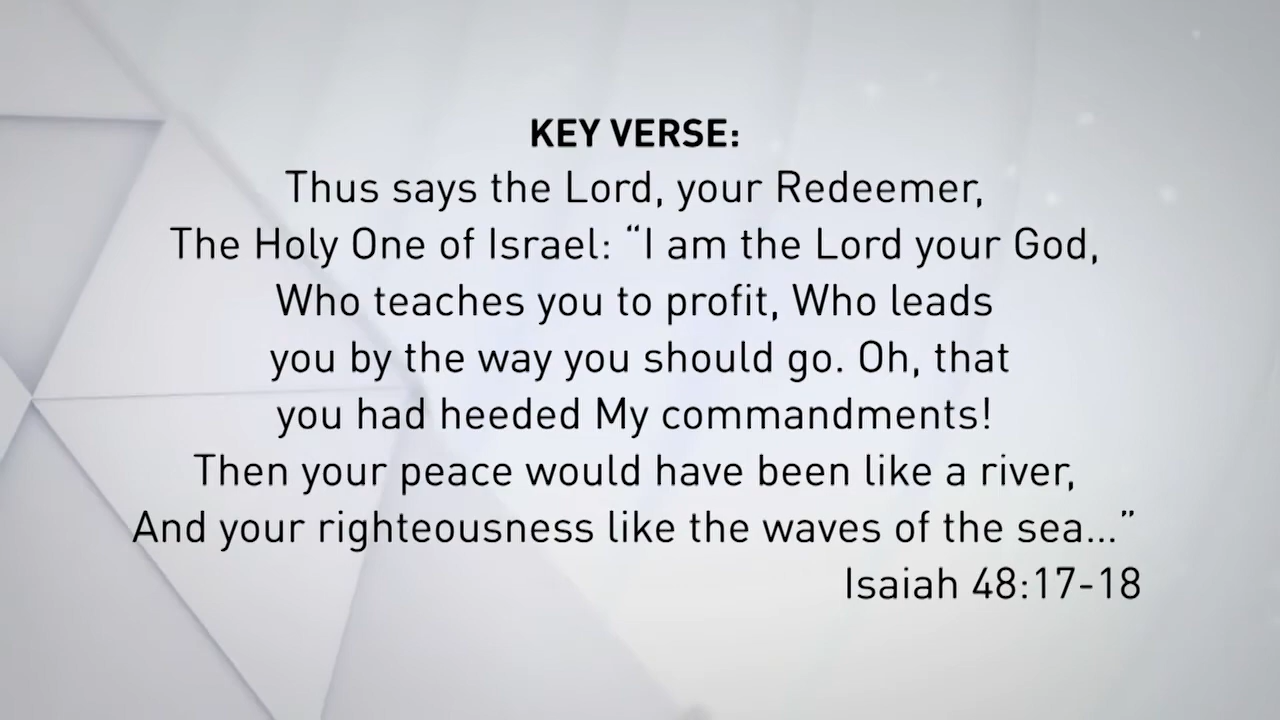 KEY VERSE:
Thus says the Lord, your Redeemer,
The Holy One of Israel: “I am the Lord your God,
Who teaches you to profit, Who leads
you by the way you should go. Oh, that
you had heeded My commandments!
Then your peace would have been like a river,
And your righteousness like the waves of the sea...”
Isaiah 48:17-18